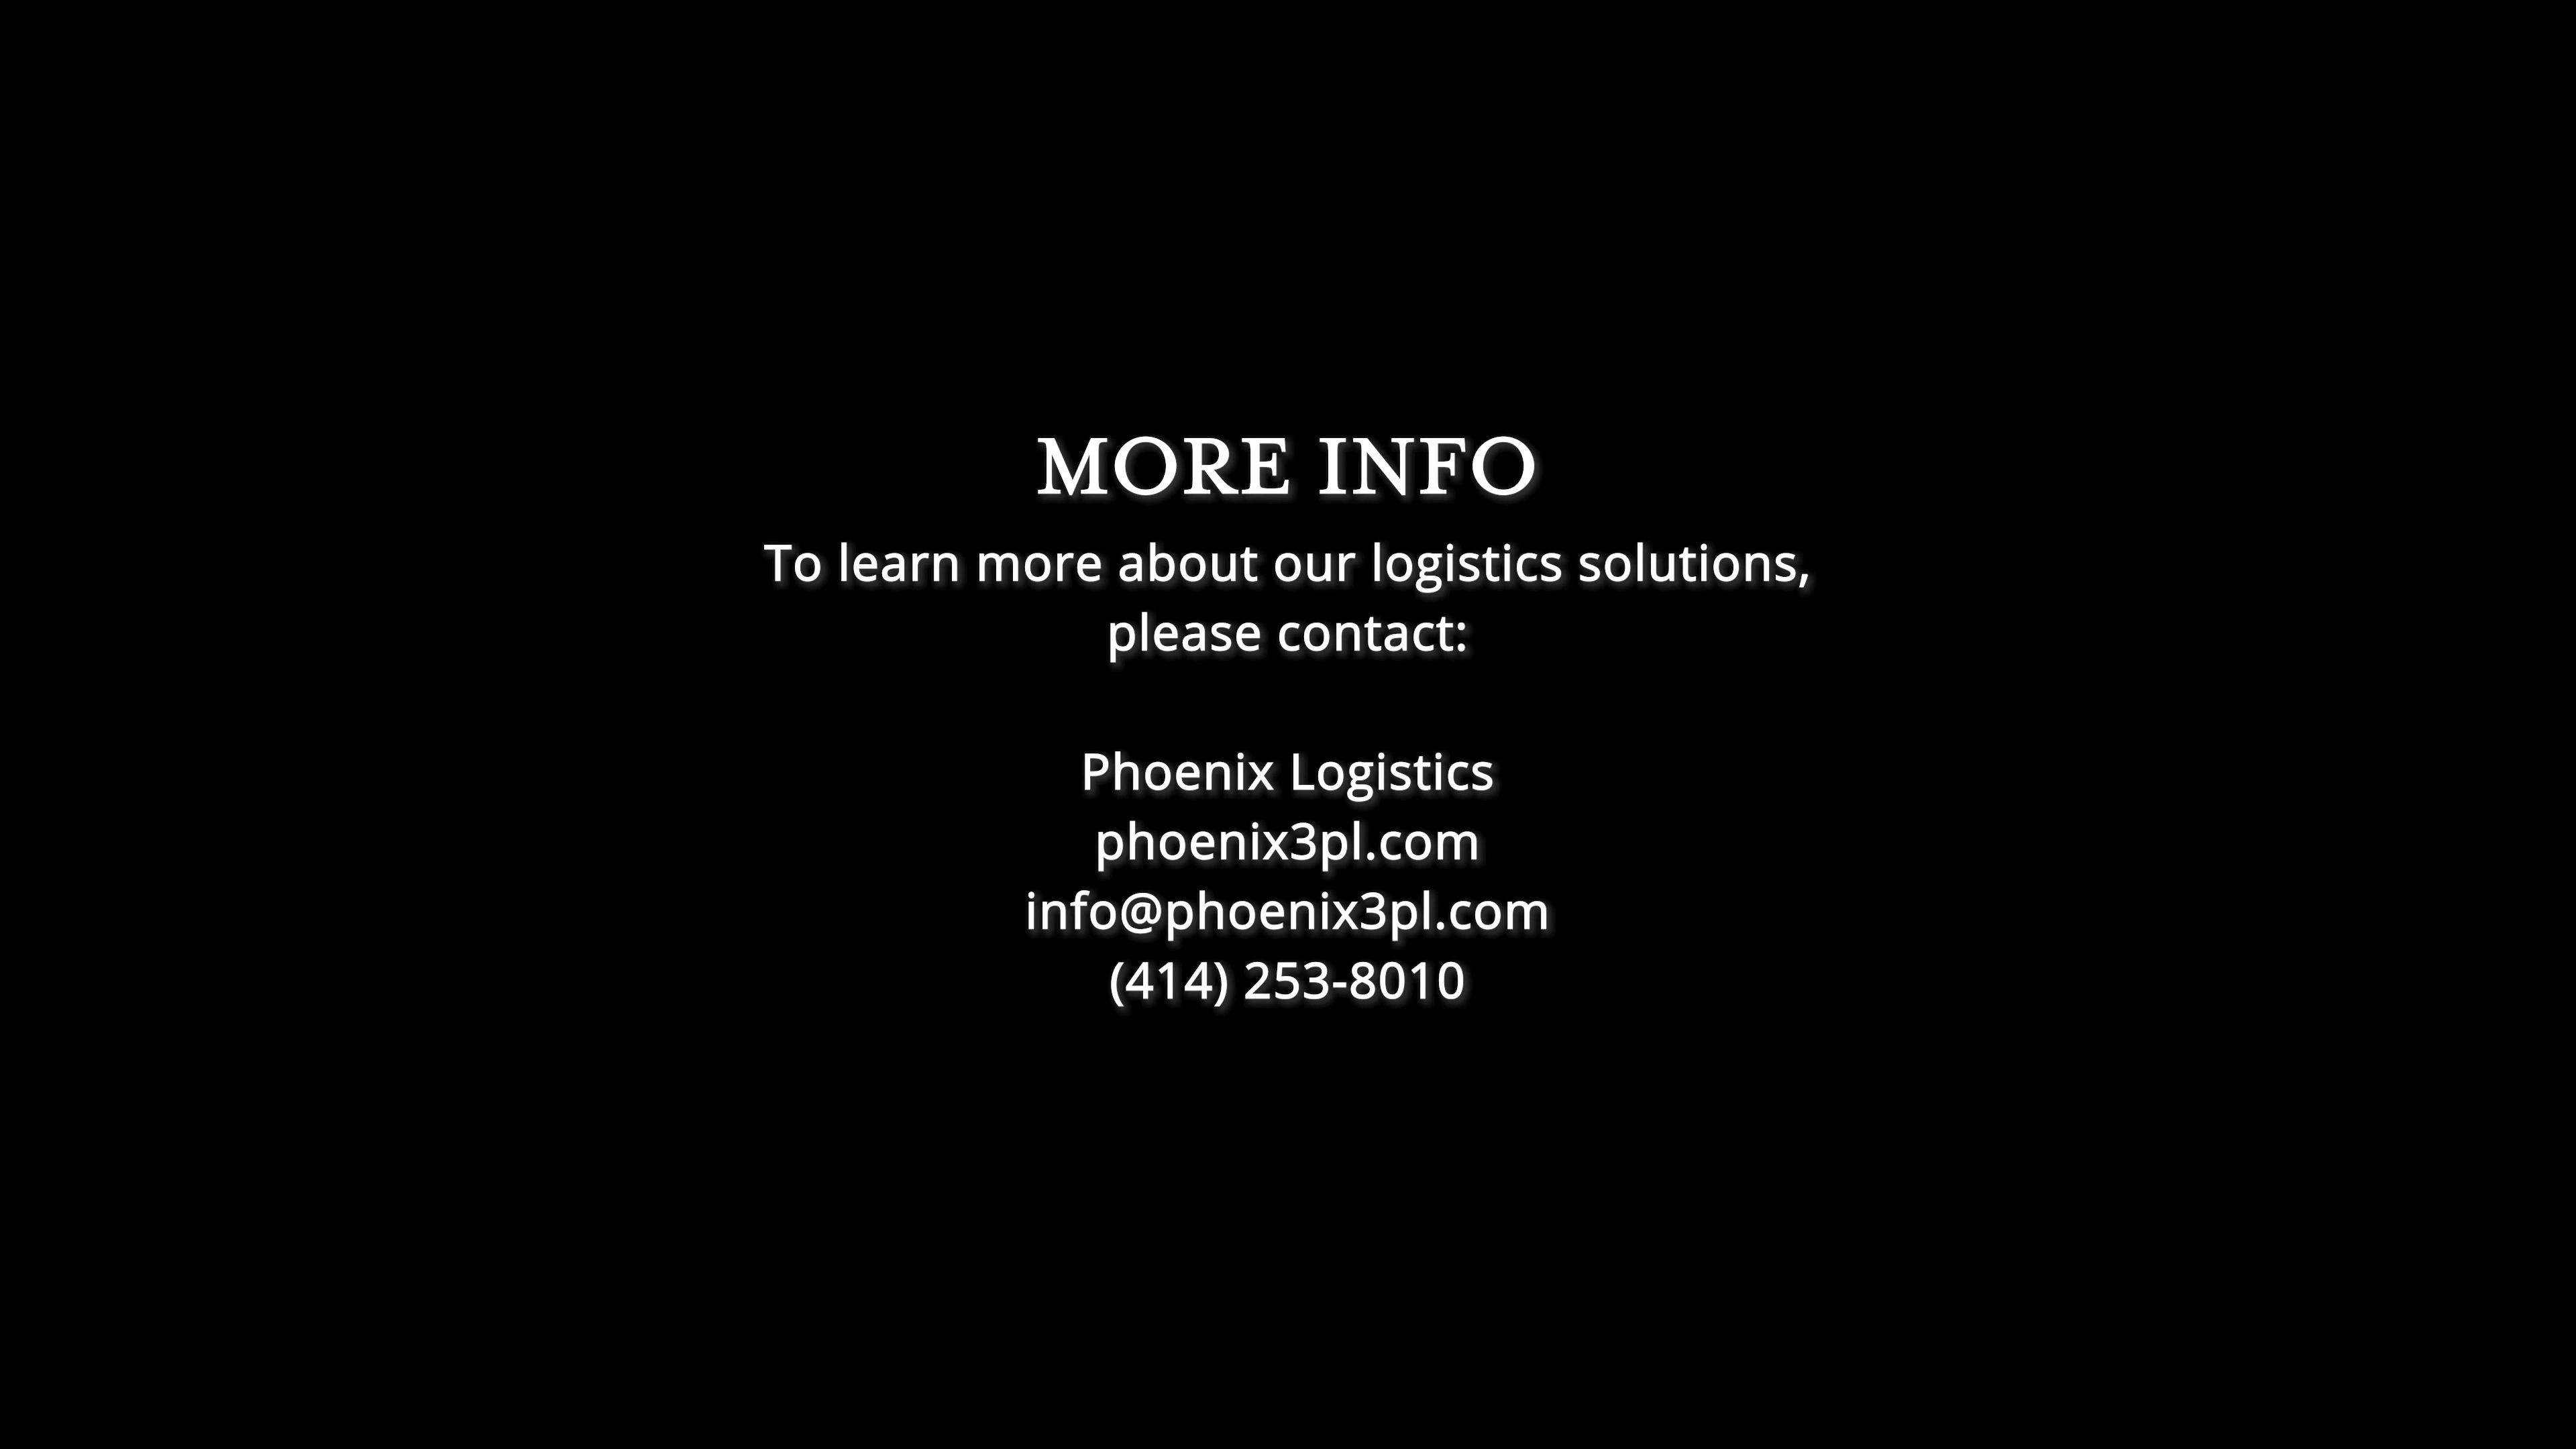 MORE INFO
To learn more about our logistics solutions,
please contact:
Phoenix Logistics
phoenix3pl.com
info@phoenix3pl.com
(414) 253-8010